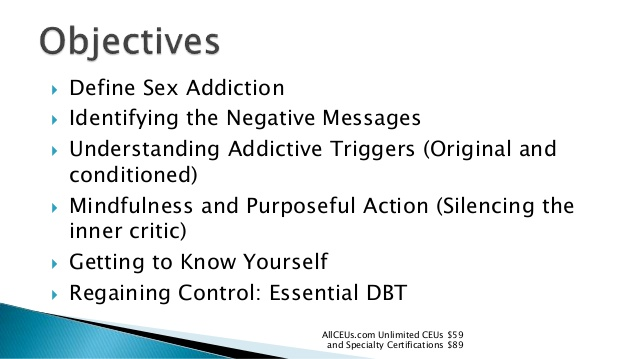 Objectives
Define Sex Addiction
Identifying the Negative Messages
Understanding Addictive Triggers (Original and
conditioned)
Mindfulness and Purposeful Action (Silencing the
inner critic)
Getting to Know Yourself
Regaining Control: Essential DBT
AllCEUs.com Unlimited CEUs $59
and Specialty Certifications $89